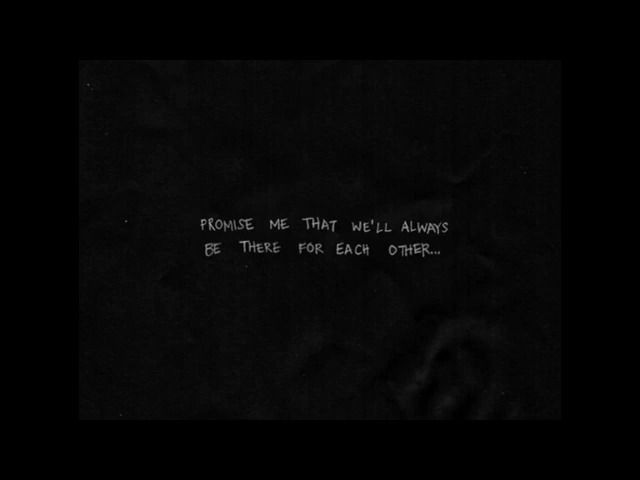 PROMISE ME THAT WE'LL ALWAYS
BE THERE FOR EACH OTHER...